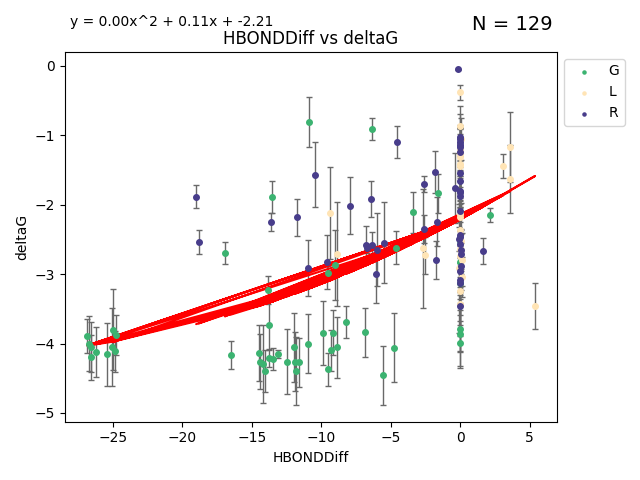 y = 0.00x^2 + 0.11x + -2.21
N = 129
HBONDDiff vs deltaG
deltaG
0
−1
−2
−3
−4
−5
−25
−20
−15
−10
−5
0
5
HBONDDiff
G
L
R